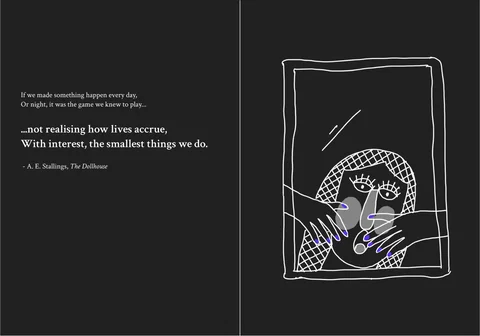 If we made something happen every day,
Or night, it was the game we knew to play...
...not realising how lives accrue,
With interest, the smallest things we do.
- A. E. Stallings, The Dollhouse